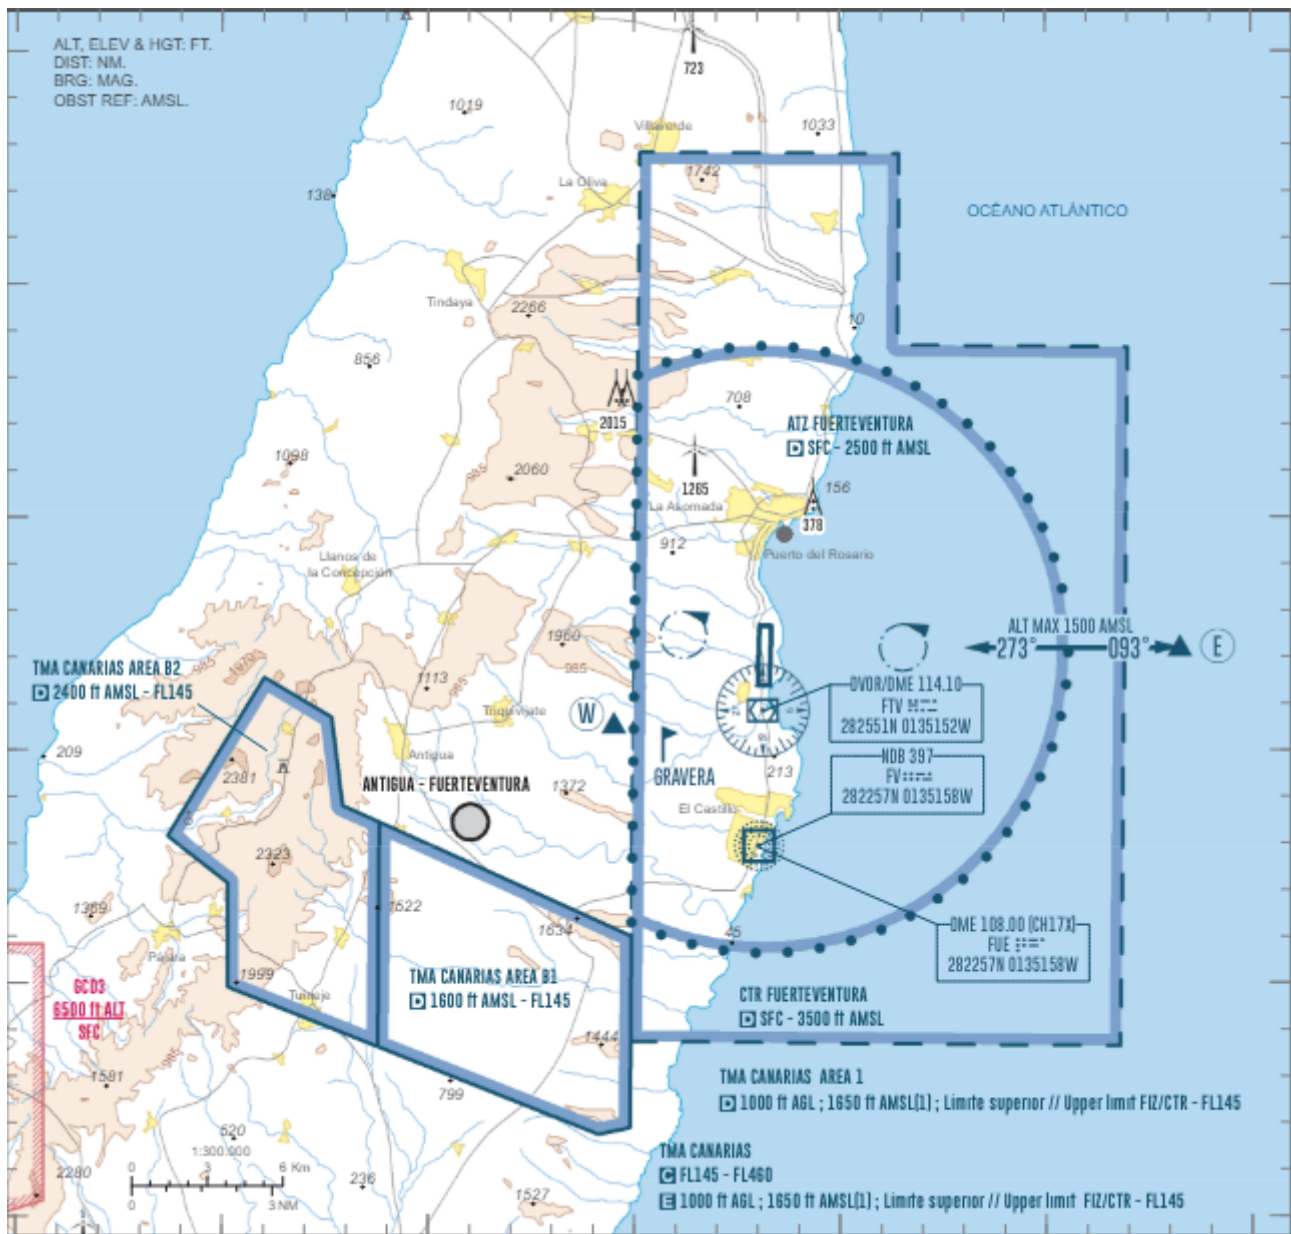 ALT, ELEV & HGT: FT.
DIST: NM.
BRG: MAG.
OBST REF: AMSL.
723
1019
Villaverde
1033
1742
La Oliva
138
OCÉANO ATLÁNTICO
Tindaya
2266
10
856
2015
708
ATZ FUERTEVENTURA
D SFC - 2500 ft AMSL
1098
985
2060
1265
156
La Asomada
378
912
Puerto del Rosario
Llanos de
la Concepción
ALT MAX 1500 AMSL
273°
093°
E
1960
985
TMA CANARIAS AREA B2
D 2400 ft AMSL - FL145
985
1970
1113
985
DVOR/DME 114.10
FTV
282551N 0135152W
Triquivijate
W
209
Antigua
GRAVERA
213
NDB 397
FV
282257N 0135158W
2381
ANTIGUA - FUERTEVENTURA
1372
El Castillo
2323
1369
1522
1634
45
DME 108.00 (CH17X)
FUE
282257N 0135158W
Pájara
1999
TMA CANARIAS AREA B1
D 1600 ft AMSL - FL145
Tuineje
GCD3
6500 ft ALT
SFC
CTR FUERTEVENTURA
D SFC - 3500 ft AMSL
985
1444
1581
799
TMA CANARIAS AREA 1
D 1000 ft AGL ; 1650 ft AMSL(1) ; Límite superior // Upper limit FIZ/CTR - FL145
520
1:300.000
0 3 6 Km
0 3 NM
2280
236
1527
TMA CANARIAS
C FL145 - FL460
E 1000 ft AGL ; 1650 ft AMSL(1) ; Límite superior // Upper limit FIZ/CTR - FL145